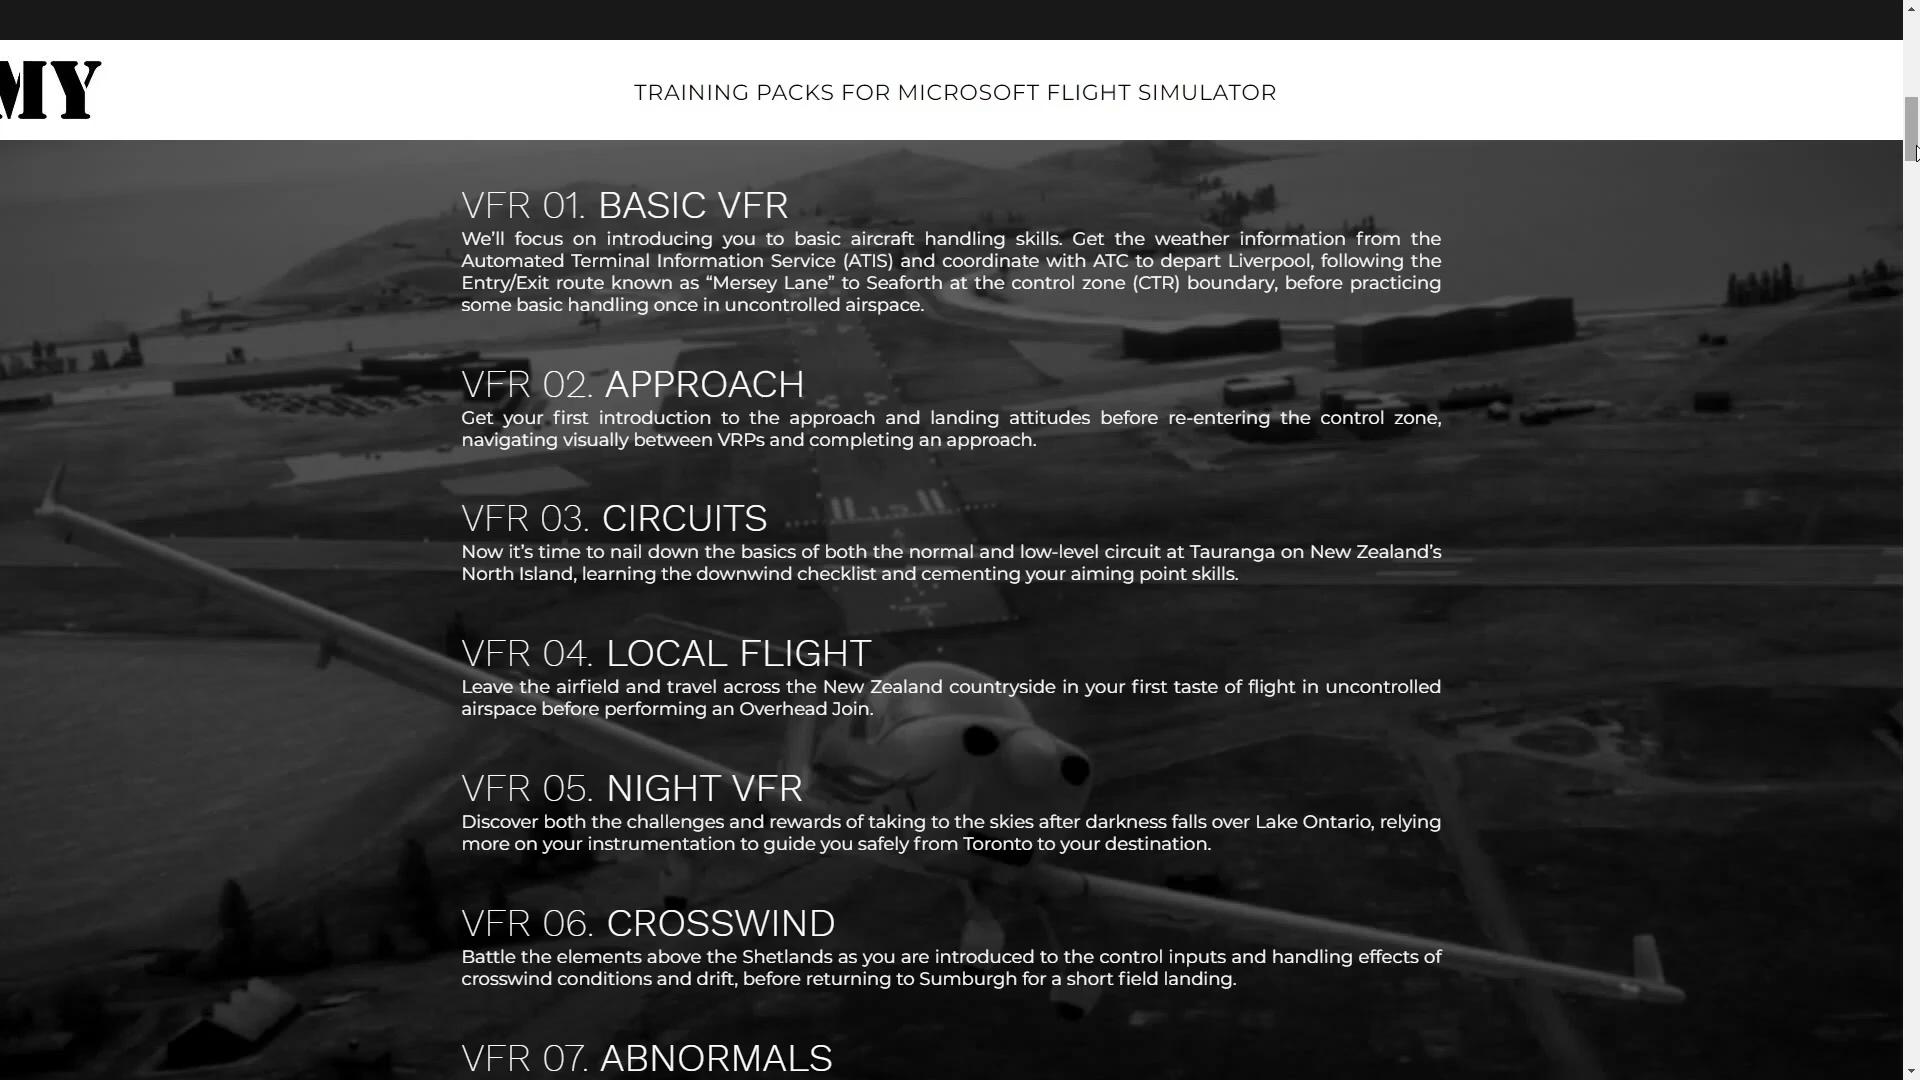 MY
TRAINING PACKS FOR MICROSOFT FLIGHT SIMULATOR
VFR 01. BASIC VFR
We’ll focus on introducing you to basic aircraft handling skills. Get the weather information from the
Automated Terminal Information Service (ATIS) and coordinate with ATC to depart Liverpool, following the
Entry/Exit route known as “Mersey Lane” to Seaforth at the control zone (CTR) boundary, before practicing
some basic handling once in uncontrolled airspace.
VFR 02. APPROACH
Get your first introduction to the approach and landing attitudes before re-entering the control zone,
navigating visually between VRPs and completing an approach.
VFR 03. CIRCUITS
Now it’s time to nail down the basics of both the normal and low-level circuit at Tauranga on New Zealand’s
North Island, learning the downwind checklist and cementing your aiming point skills.
VFR 04. LOCAL FLIGHT
Leave the airfield and travel across the New Zealand countryside in your first taste of flight in uncontrolled
airspace before performing an Overhead Join.
VFR 05. NIGHT VFR
Discover both the challenges and rewards of taking to the skies after darkness falls over Lake Ontario, relying
more on your instrumentation to guide you safely from Toronto to your destination.
VFR 06. CROSSWIND
Battle the elements above the Shetlands as you are introduced to the control inputs and handling effects of
crosswind conditions and drift, before returning to Sumburgh for a short field landing.
VFR 07. ABNORMALS